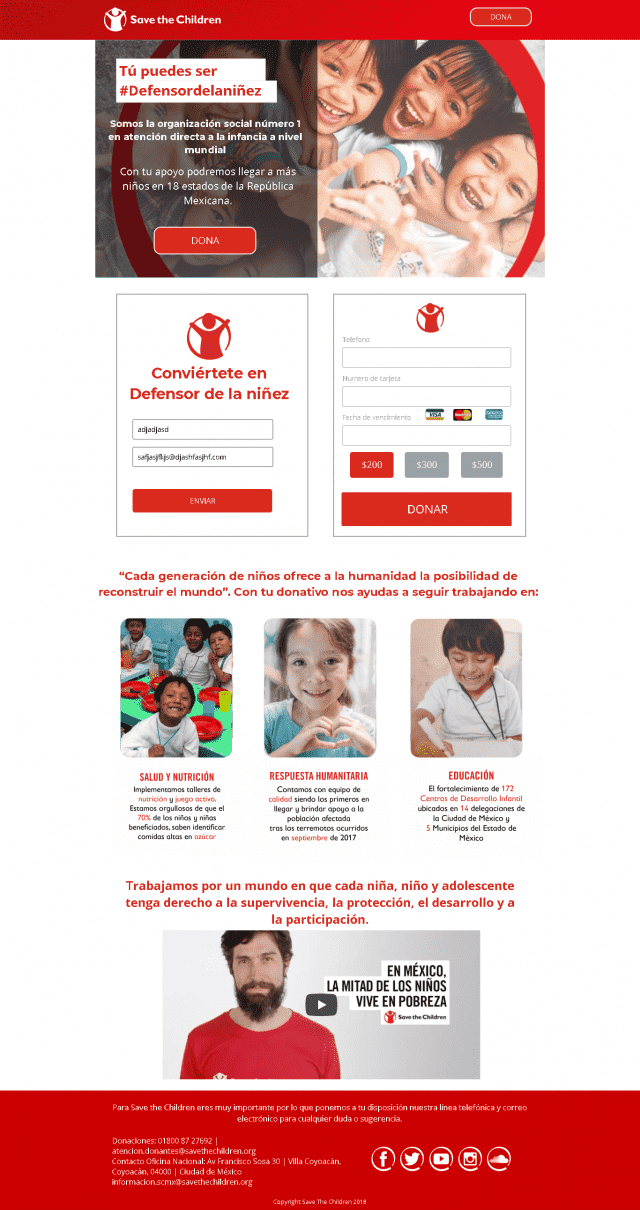 Save the Children
DONA
Tú puedes ser
#Defensordelaniñez
Somos la organización social número 1
en atención directa a la infancia a nivel
mundial
Con tu apoyo podremos llegar a más
niños en 18 estados de la República
Mexicana.
DONA
Conviértete en
Defensor de la niñez
adjadjasd
safjasjfkjs@djashfasjhf.com
ENVIAR
Telefono
Numero de tarjeta
Fecha de vencimiento
VISA
$200
$300
$500
DONAR
“Cada generación de niños ofrece a la humanidad la posibilidad de
reconstruir el mundo”. Con tu donativo nos ayudas a seguir trabajando en:
SALUD Y NUTRICIÓN
Implementamos talleres de
nutrición y juego activo.
Estamos orgullosos de que el
70% de los niños y niñas
beneficiados, saben identificar
comidas altas en azúcar
RESPUESTA HUMANITARIA
Contamos con equipo de
calidad siendo los primeros en
llegar y brindar apoyo a la
población afectada
tras los terremotos ocurridos
en septiembre de 2017
EDUCACIÓN
El fortalecimiento de 172
Centros de Desarrollo Infantil
ubicados en 14 delegaciones de
la Ciudad de México y
5 Municipios del Estado de
México
Trabajamos por un mundo en que cada niña, niño y adolescente
tenga derecho a la supervivencia, la protección, el desarrollo y a
la participación.
EN MÉXICO,
LA MITAD DE LOS NIÑOS
VIVE EN POBREZA
Save the Children
Save the Children
Para Save the Children eres muy importante por lo que ponemos a tu disposición nuestra línea telefónica y correo
electrónico para cualquier duda o sugerencia.
Donaciones: 01800 87 27692 |
atencion.donantes@savethechildren.org
Contacto Oficina Nacional: Av Francisco Sosa 30 | Villa Coyoacán,
Coyoacán, 04000 | Ciudad de México
informacion.scmx@savethechildren.org
Copyright Save The Children 2018